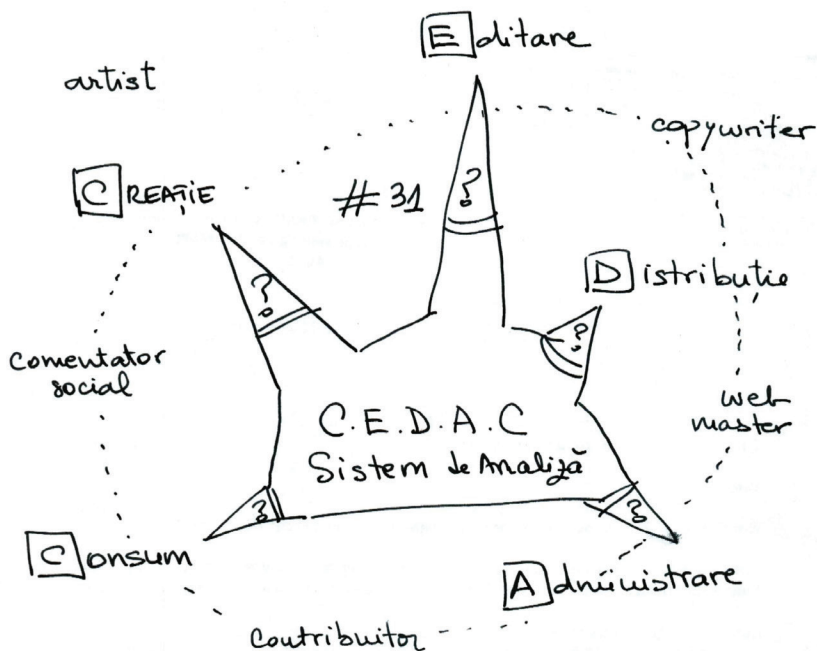 Editare
artist
copywriter
CREAȚIE
#31
?
?
Distribuție
?
comentator
social
web
master
C.E.D.A.C
Sistem de Analiză
?
?
Consum
Administrare
Contribuitor